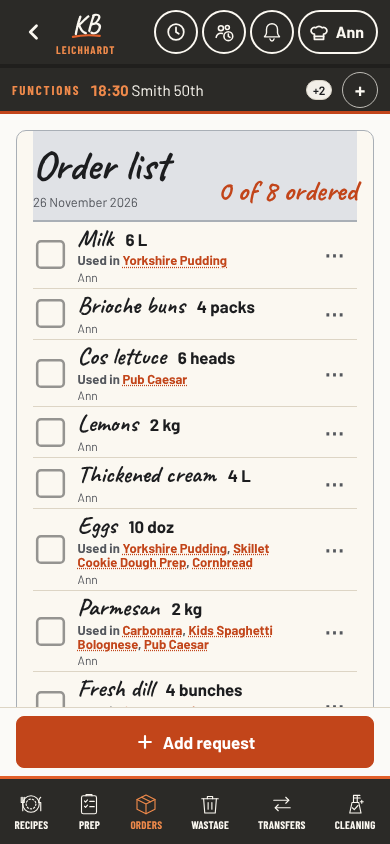 KB
LEICHHARDT
Ann
FUNCTIONS 18:30 Smith 50th +2 +
Order list
26 November 2026
0 of 8 ordered
Milk 6 L
Used in Yorkshire Pudding
Ann
Brioche buns 4 packs
Ann
Cos lettuce 6 heads
Used in Pub Caesar
Ann
Lemons 2 kg
Ann
Thickened cream 4 L
Ann
Eggs 10 doz
Used in Yorkshire Pudding, Skillet
Cookie Dough Prep, Cornbread
Ann
Parmesan 2 kg
Used in Carbonara, Kids Spaghetti
Bolognese, Pub Caesar
Ann
Fresh dill 4 bunches
+ Add request
RECIPES PREP ORDERS WASTAGE TRANSFERS CLEANING